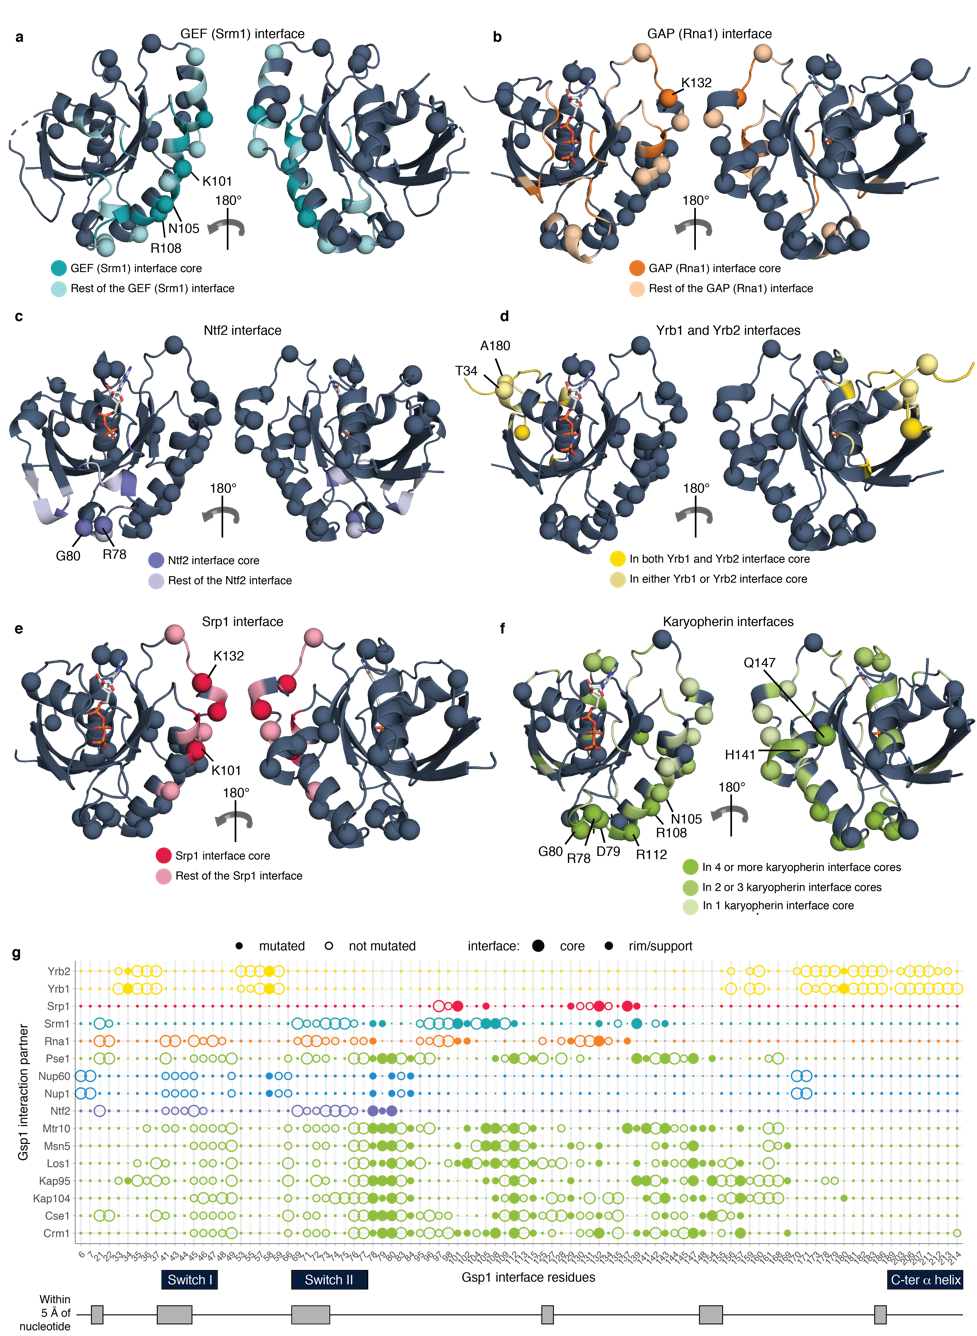 a
GEF (Srm1) interface
K101
N105
R108
180°
GEF (Srm1) interface core
Rest of the GEF (Srm1) interface
b
GAP (Rna1) interface
K132
180°
GAP (Rna1) interface core
Rest of the GAP (Rna1) interface
c
Ntf2 interface
180°
G80
R78
Ntf2 interface core
Rest of the Ntf2 interface
d
Yrb1 and Yrb2 interfaces
A180
T34
180°
In both Yrb1 and Yrb2 interface core
In either Yrb1 or Yrb2 interface core
e
Srp1 interface
K132
K101
180°
Srp1 interface core
Rest of the Srp1 interface
f
Karyopherin interfaces
Q147
H141
180°
N105
R108
G80
R78
D79
R112
In 4 or more karyopherin interface cores
In 2 or 3 karyopherin interface cores
In 1 karyopherin interface core
g
mutated
not mutated
interface:
core
rim/support
Gsp1 interaction partner
Yrb2
Yrb1
Srp1
Srm1
Rna1
Pse1
Nup60
Nup1
Ntf2
Mtr10
Msn5
Los1
Kap95
Kap104
Cse1
Crm1
Gsp1 interface residues
Switch I
Switch II
C-ter α helix
Within
5 Å of
nucleotide